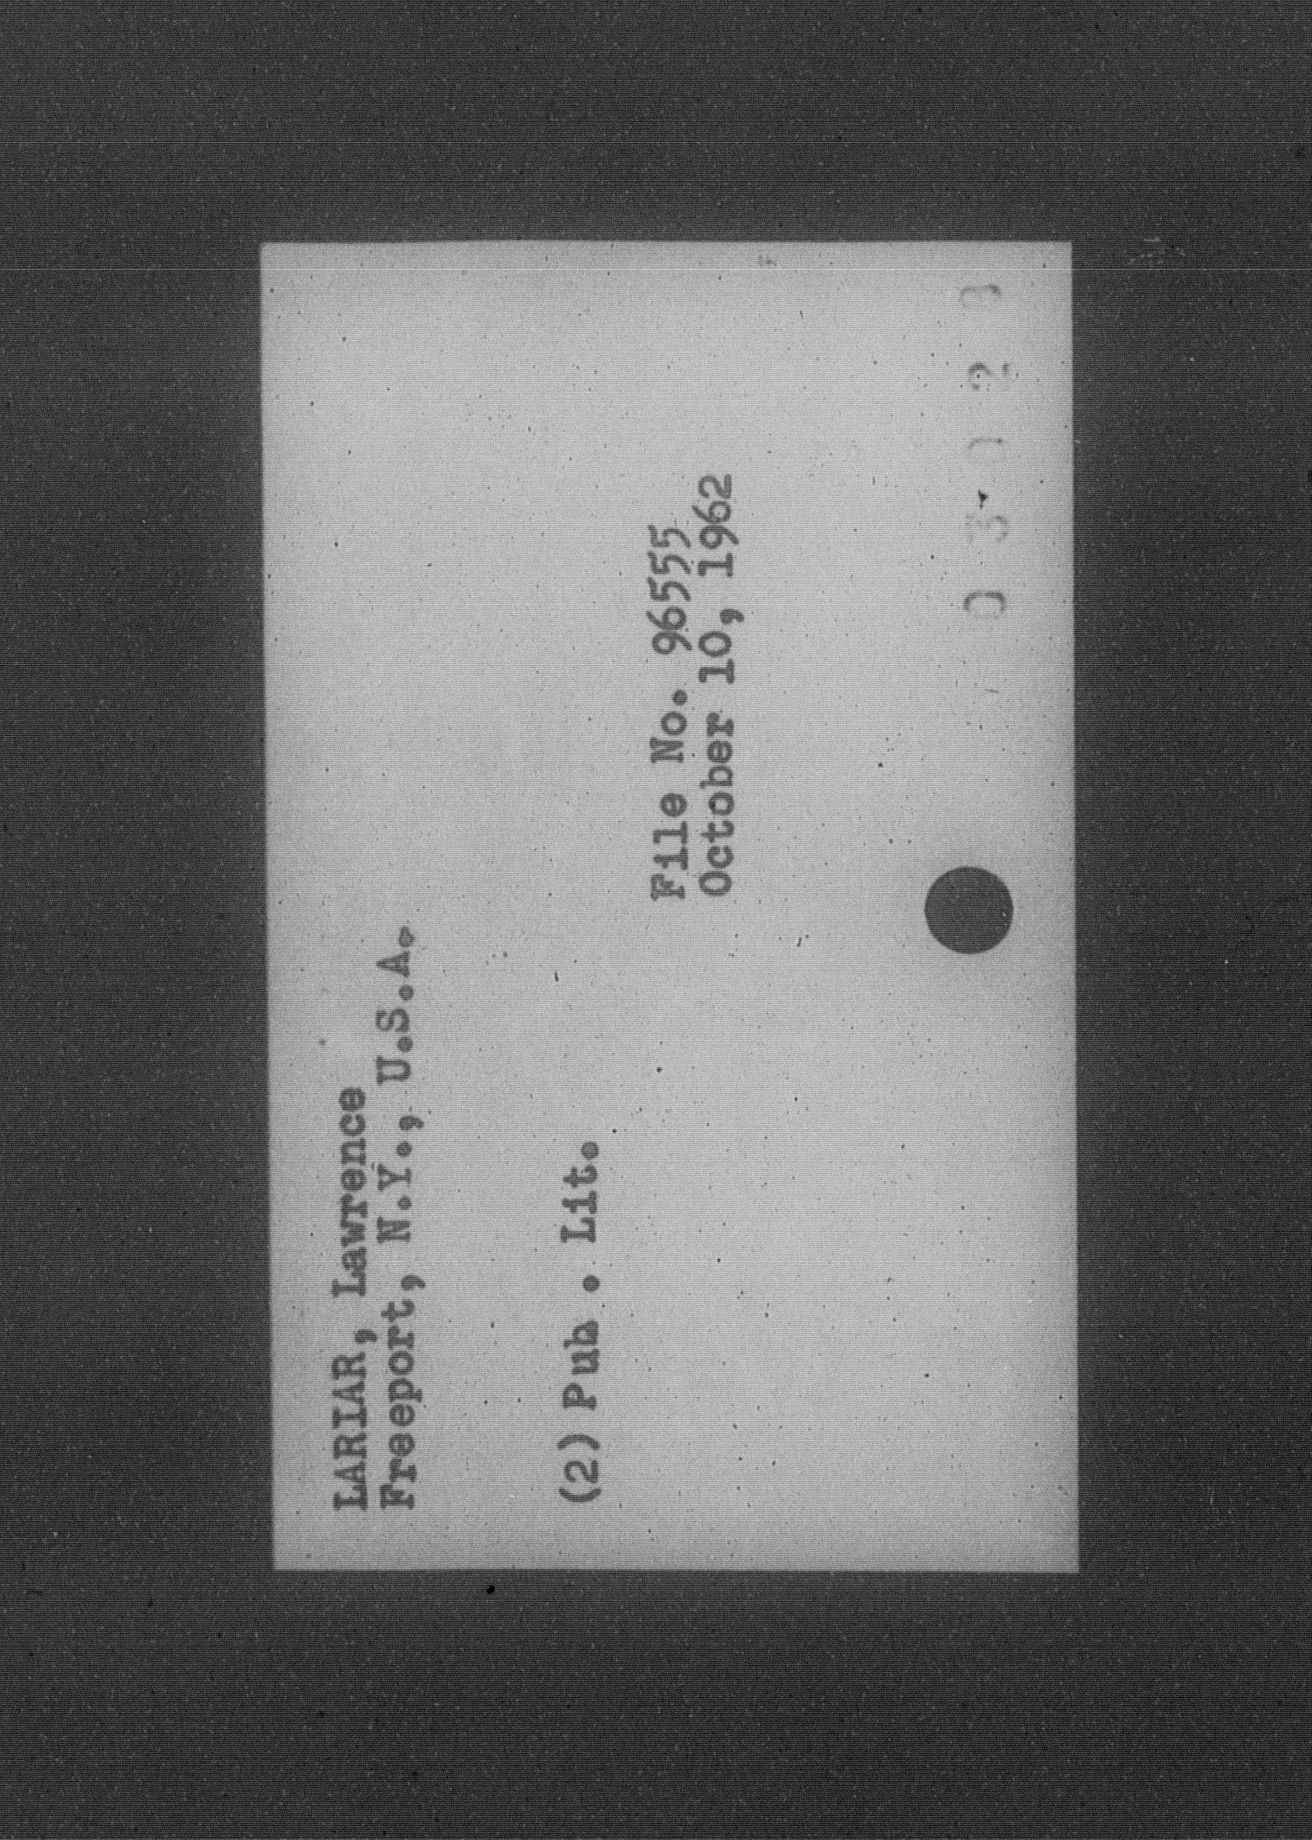 LARIAR, Lawrence
Freeport, N.Y., U.S.A.
(2) Pub . Lit.
File No. 96555
October 10, 1962